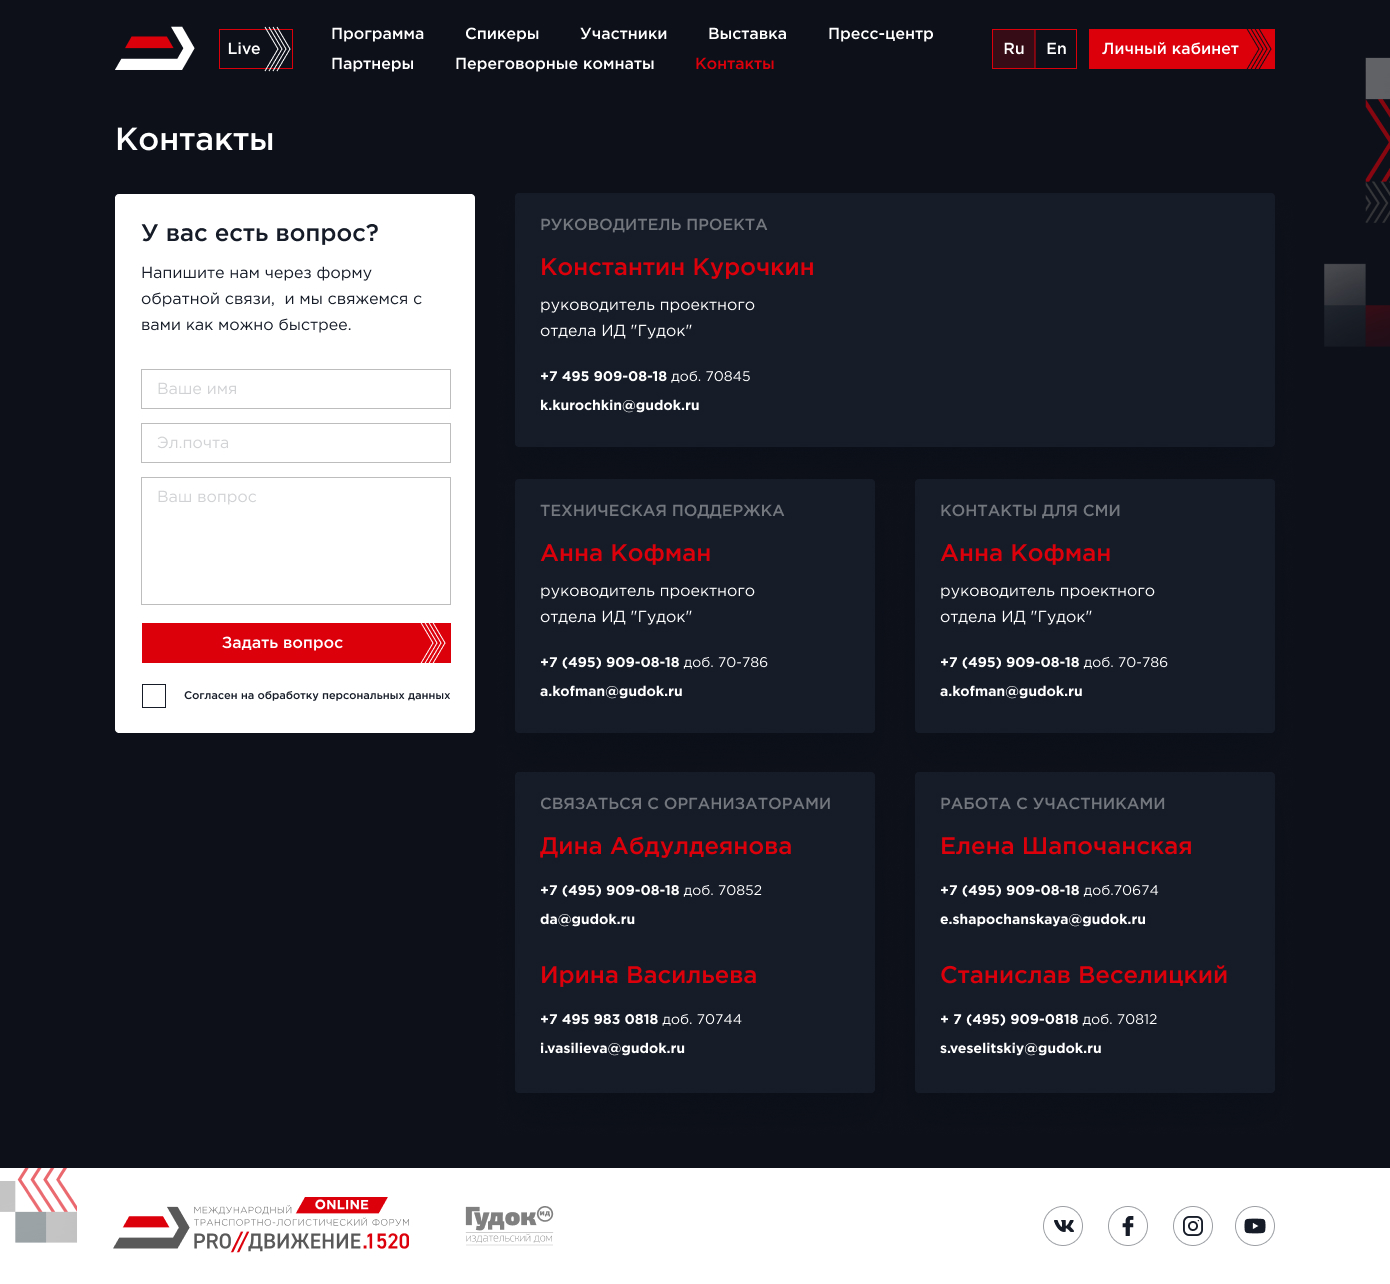 Live
Программа Спикеры Участники Выставка Пресс-центр
Партнеры Переговорные комнаты Контакты
Ru En
Личный кабинет
Контакты
У вас есть вопрос?
Напишите нам через форму
обратной связи, и мы свяжемся с
вами как можно быстрее.
Ваше имя
Эл.почта
Ваш вопрос
Задать вопрос
Согласен на обработку персональных данных
РУКОВОДИТЕЛЬ ПРОЕКТА
Константин Курочкин
руководитель проектного
отдела ИД "Гудок"
+7 495 909-08-18 доб. 70845
k.kurochkin@gudok.ru
ТЕХНИЧЕСКАЯ ПОДДЕРЖКА
Анна Кофман
руководитель проектного
отдела ИД "Гудок"
+7 (495) 909-08-18 доб. 70-786
a.kofman@gudok.ru
КОНТАКТЫ ДЛЯ СМИ
Анна Кофман
руководитель проектного
отдела ИД "Гудок"
+7 (495) 909-08-18 доб. 70-786
a.kofman@gudok.ru
СВЯЗАТЬСЯ С ОРГАНИЗАТОРАМИ
Дина Абдулдеянова
+7 (495) 909-08-18 доб. 70852
da@gudok.ru
Ирина Васильева
+7 495 983 0818 доб. 70744
i.vasilieva@gudok.ru
РАБОТА С УЧАСТНИКАМИ
Елена Шапочанская
+7 (495) 909-08-18 доб.70674
e.shapochanskaya@gudok.ru
Станислав Веселицкий
+ 7 (495) 909-0818 доб. 70812
s.veselitskiy@gudok.ru
МЕЖДУНАРОДНЫЙ ONLINE
ТРАНСПОРТНО-ЛОГИСТИЧЕСКИЙ ФОРУМ
PRO//ДВИЖЕНИЕ.1520
Гудок ИД
издательский дом